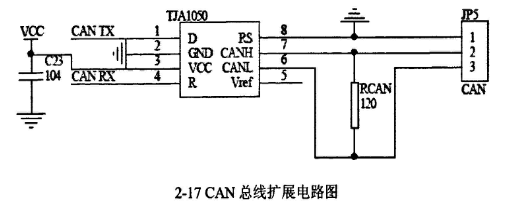 TJA1050
JP5
VCC
CAN TX 1 D RS 8 1
2 GND CANH 7 2
C23 3 VCC CANL 6 3
104 CAN RX 4 R Vref 5
RCAN
120
CAN
2-17 CAN 总线扩展电路图